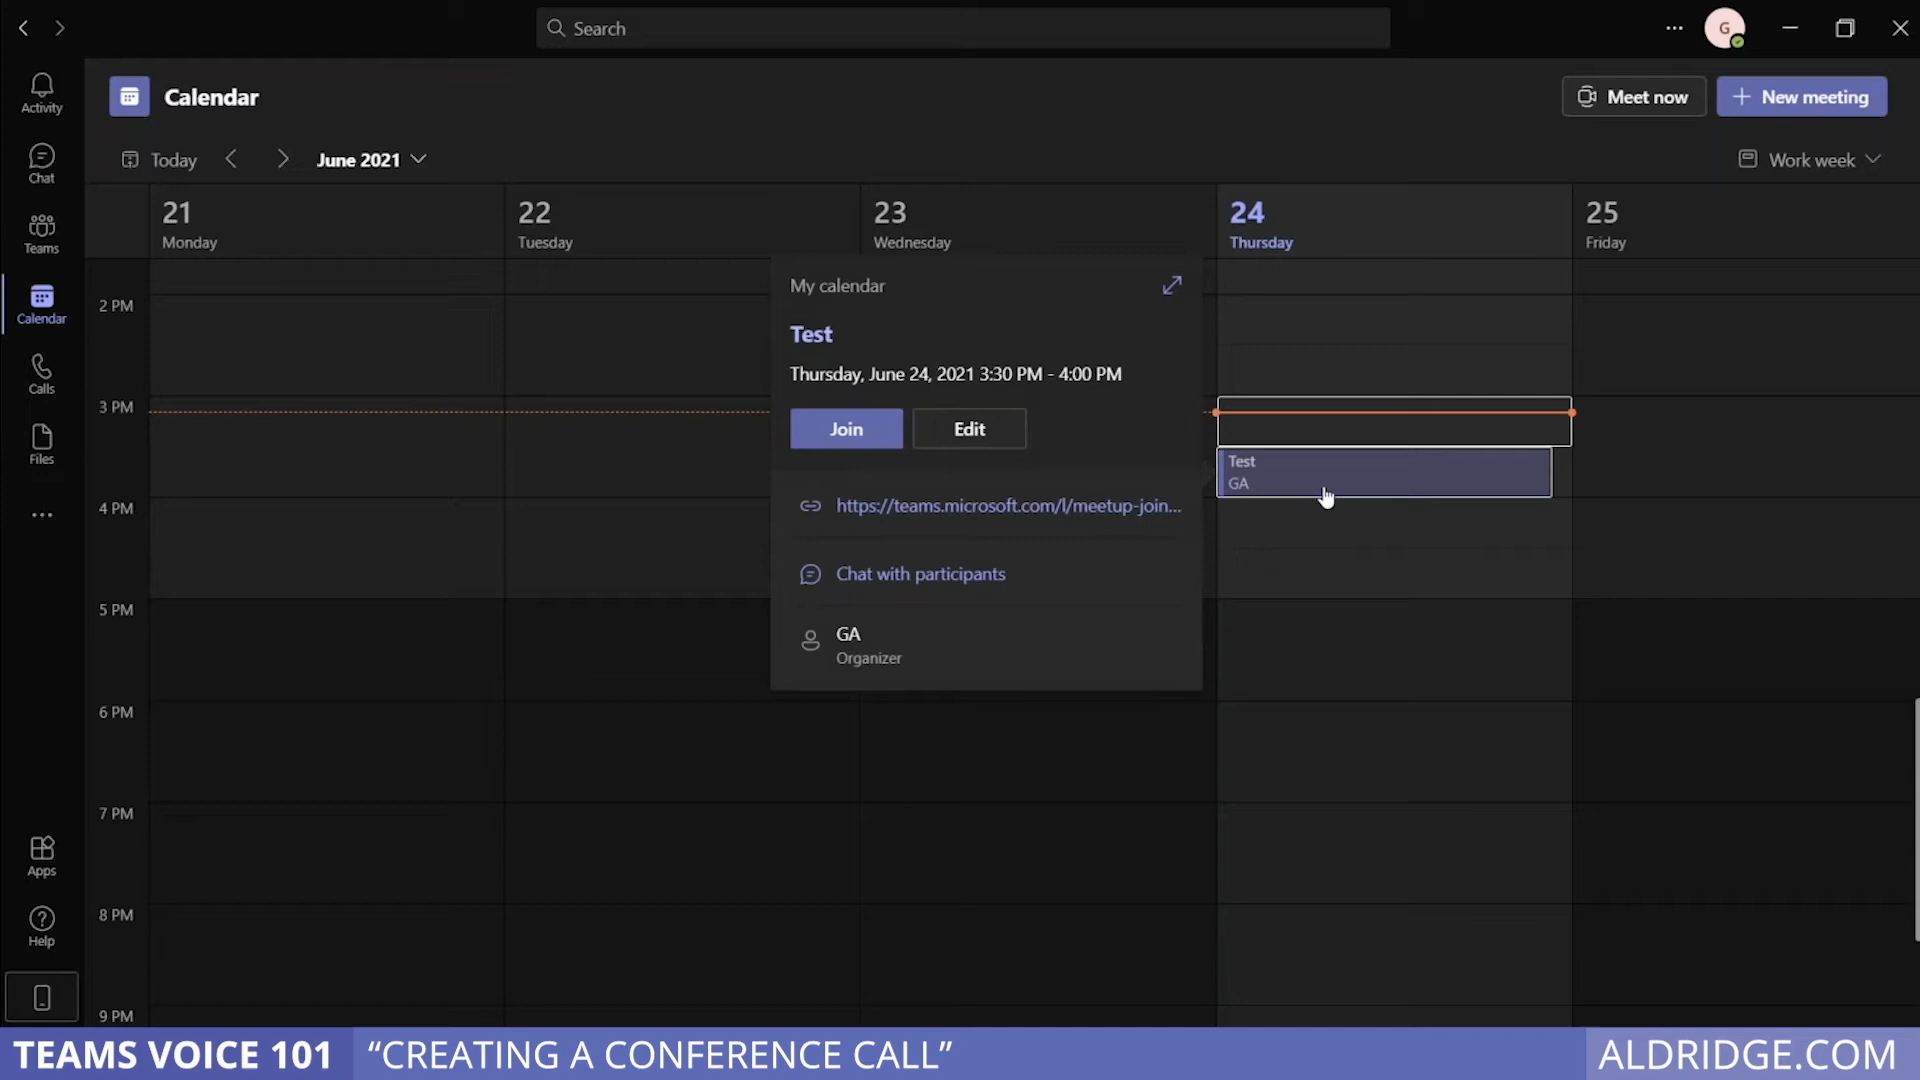 Search
G
Activity
Chat
Teams
Calendar
Calls
Files
Apps
Help
Calendar
Meet now
New meeting
Today
June 2021
Work week
21
Monday
22
Tuesday
23
Wednesday
24
Thursday
25
Friday
2 PM
3 PM
4 PM
5 PM
6 PM
7 PM
8 PM
9 PM
My calendar
Test
Thursday, June 24, 2021 3:30 PM - 4:00 PM
Join
Edit
https://teams.microsoft.com/l/meetup-join...
Chat with participants
GA
Organizer
Test
GA
TEAMS VOICE 101
“CREATING A CONFERENCE CALL”
ALDRIDGE.COM